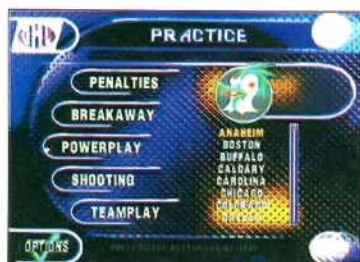 PRACTICE
PENALTIES
BREAKAWAY
POWERPLAY
SHOOTING
TEAMPLAY
ANAHEIM
BOSTON
BUFFALO
CALGARY
CAROLINA
CHICAGO
COLORADO
OPTIONS